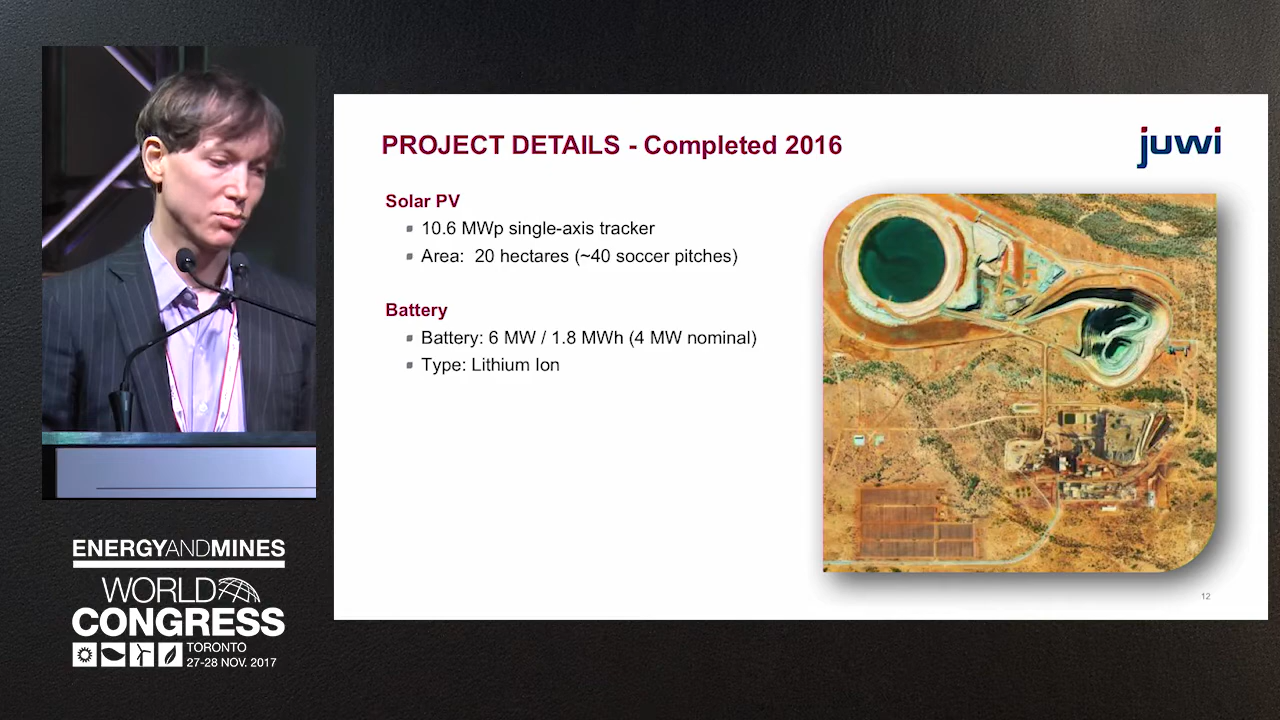 PROJECT DETAILS - Completed 2016
juwi
Solar PV
10.6 MWp single-axis tracker
Area: 20 hectares (~40 soccer pitches)
Battery
Battery: 6 MW / 1.8 MWh (4 MW nominal)
Type: Lithium Ion
12
ENERGYANDMINES
WORLD
CONGRESS
TORONTO
27-28 NOV. 2017